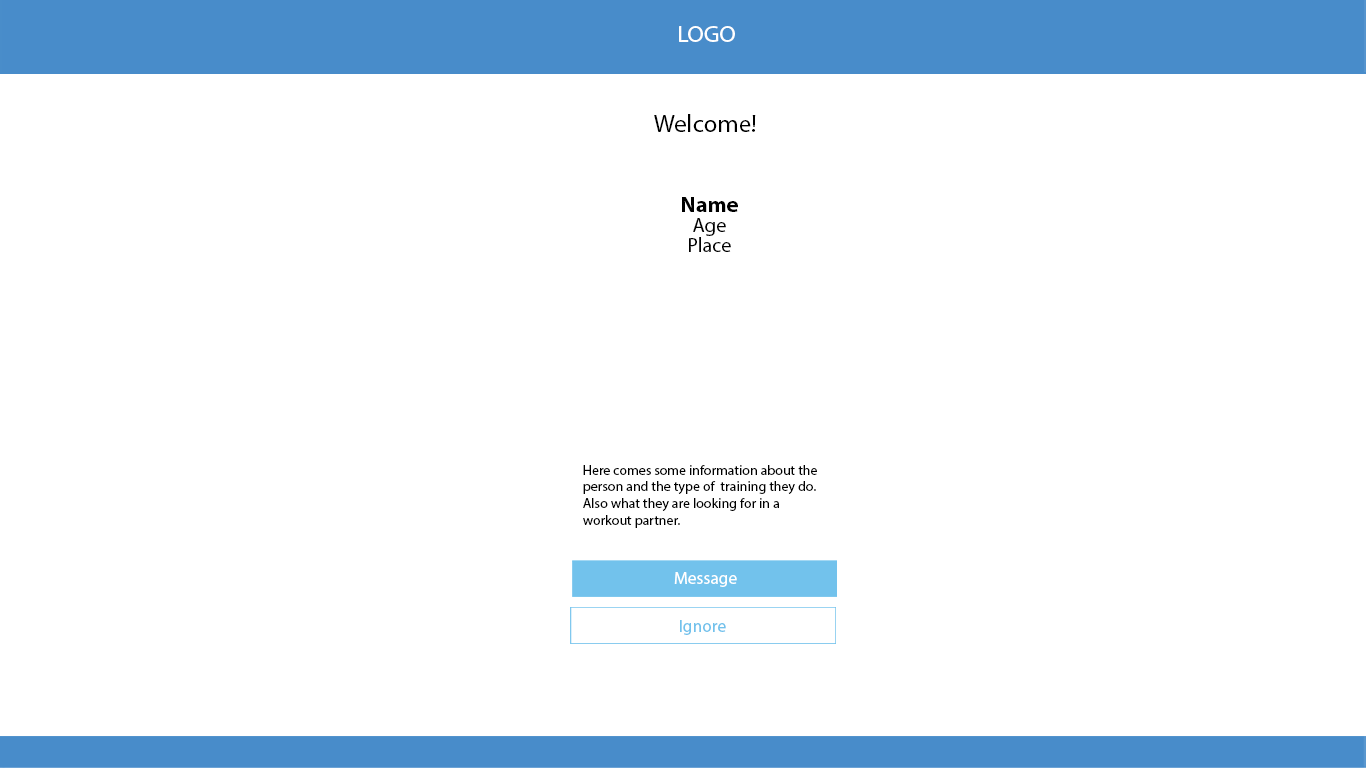 LOGO
Welcome!
Name
Age
Place
Here comes some information about the
person and the type of  training they do.
Also what they are looking for in a
workout partner.
Message
Ignore